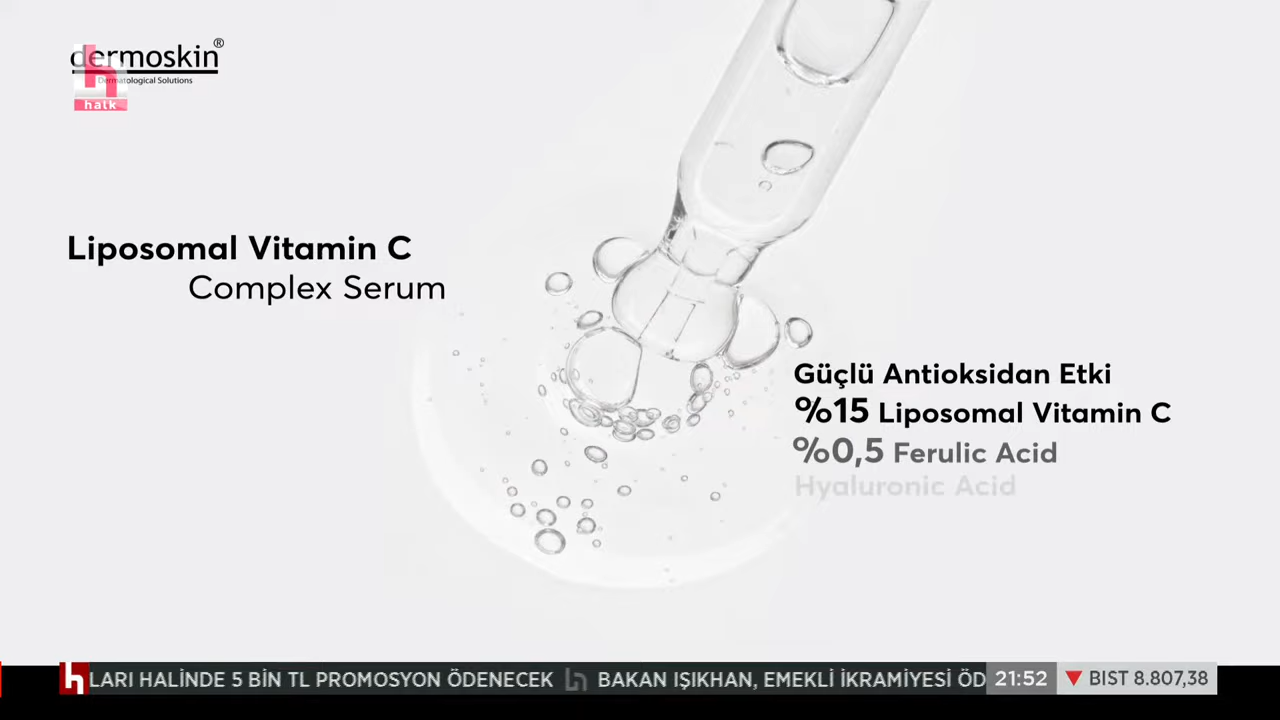 dermoskin®
Dermatological Solutions
halk
Liposomal Vitamin C
Complex Serum
Güçlü Antioksidan Etki
%15 Liposomal Vitamin C
%0,5 Ferulic Acid
Hyaluronic Acid
LARI HALİNDE 5 BİN TL PROMOSYON ÖDENECEK BAKAN IŞIKHAN, EMEKLİ İKRAMİYESİ ÖD 21:52 ▼ BIST 8.807,38